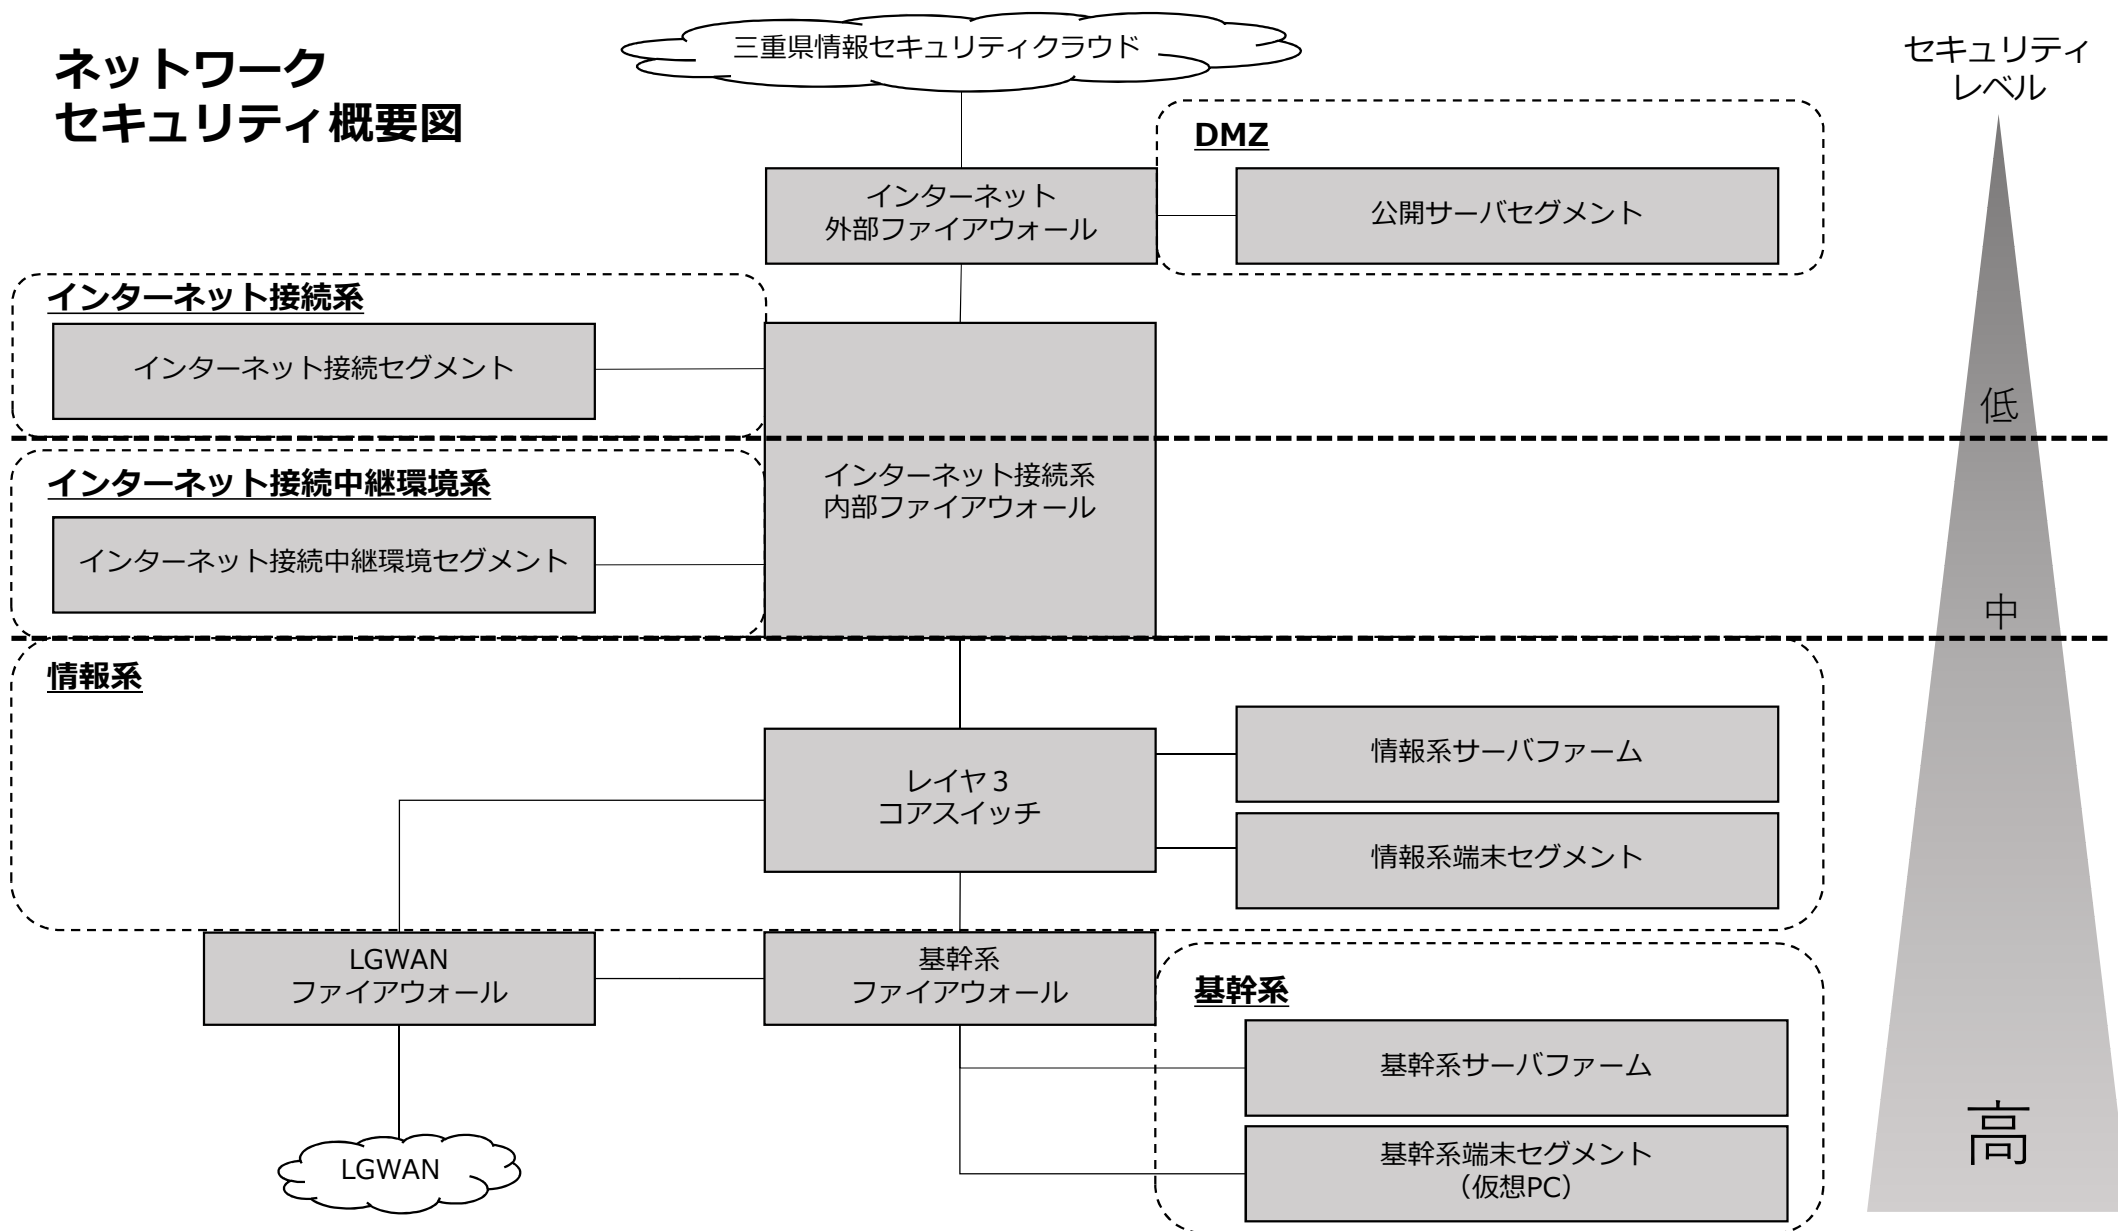 ネットワーク
セキュリティ概要図
三重県情報セキュリティクラウド
セキュリティ
レベル
DMZ
インターネット
外部ファイアウォール
公開サーバセグメント
インターネット接続系
インターネット接続セグメント
低
インターネット接続中継環境系
インターネット接続系
内部ファイアウォール
インターネット接続中継環境セグメント
中
情報系
情報系サーバファーム
レイヤ３
コアスイッチ
情報系端末セグメント
LGWAN
ファイアウォール
基幹系
ファイアウォール
基幹系
基幹系サーバファーム
高
基幹系端末セグメント
（仮想PC）
LGWAN